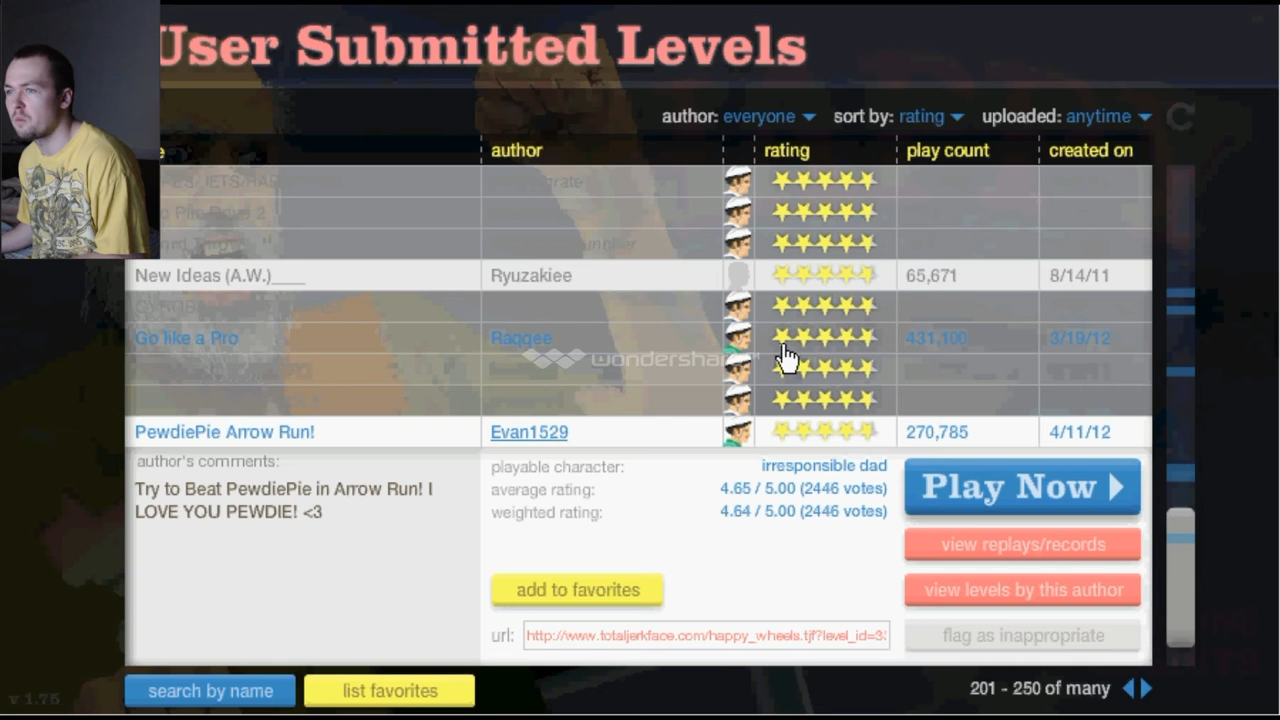 User Submitted Levels
author: everyone sort by: rating uploaded: anytime
author rating play count created on
New Ideas (A.W.)____ Ryuzakiee 65,671 8/14/11
Go like a Pro Raqqee 431,100 3/19/12
wondershare
PewdiePie Arrow Run! Evan1529 270,785 4/11/12
author's comments:
Try to Beat PewdiePie in Arrow Run! I
LOVE YOU PEWDIE! <3
playable character: irresponsible dad
average rating: 4.65 / 5.00 (2446 votes)
weighted rating: 4.64 / 5.00 (2446 votes)
Play Now
view replays/records
add to favorites
view levels by this author
url: http://www.totaljerkface.com/happy_wheels.tjf?level_id=3
flag as inappropriate
search by name
list favorites
201 - 250 of many
v 1.75